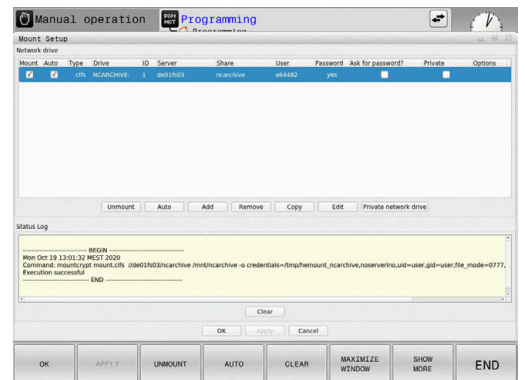 Manual operation
PGM
MGT
Programming
Programming
Mount Setup
Network drive
Mount Auto Type Drive ID Server Share User Password Ask for password? Private Options
cifs NCARCHIVE: 1 de01fs03 ncarchive a64482 yes
Unmount Auto Add Remove Copy Edit Private network drive
Status Log
---------------------- BEGIN ----------------------
Mon Oct 19 13:01:32 MEST 2020
Command: mountcrypt mount.cifs //de01fs03/ncarchive /mnt/ncarchive -o credentials=/tmp/hemount_ncarchive,noserverino,uid=user,gid=user,file_mode=0777,
Execution successful
---------------------- END ----------------------
Clear
OK Apply Cancel
OK APPLY UNMOUNT AUTO CLEAR MAXIMIZE WINDOW SHOW MORE END